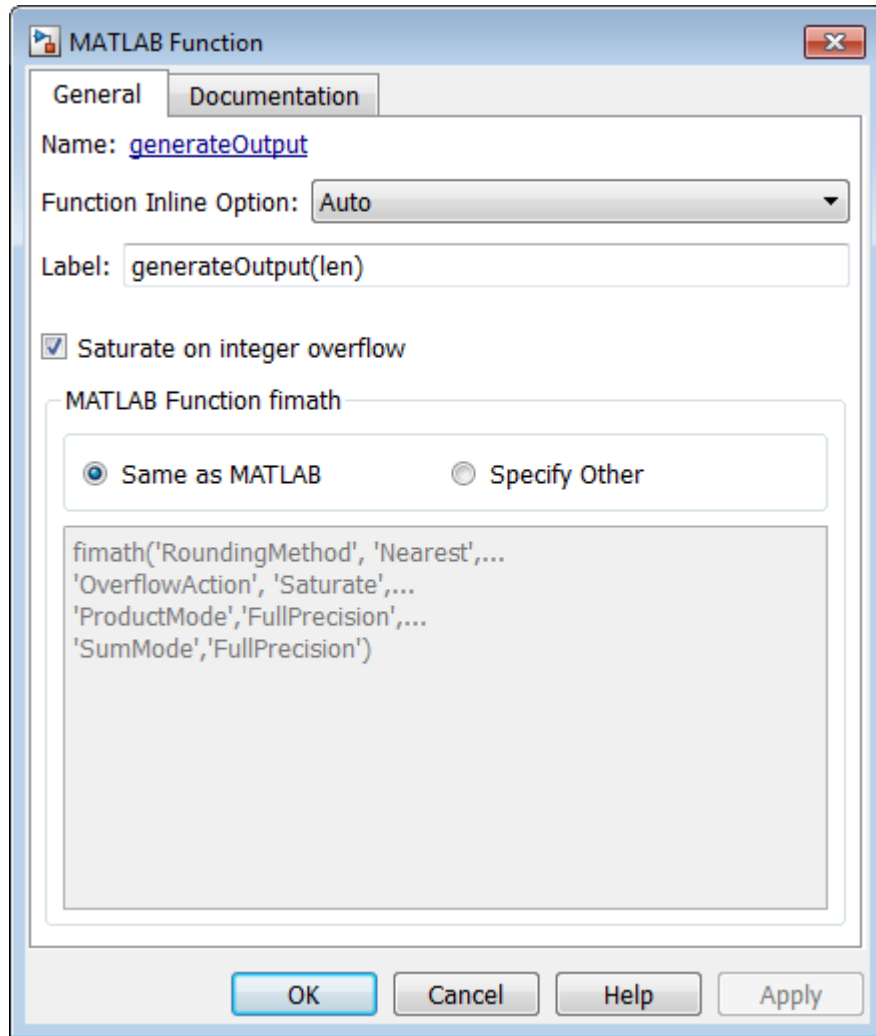 MATLAB Function
General Documentation
Name: generateOutput
Function Inline Option: Auto
Label: generateOutput(len)
Saturate on integer overflow
MATLAB Function fimath
Same as MATLAB Specify Other
fimath('RoundingMethod', 'Nearest',...
'OverflowAction', 'Saturate',...
'ProductMode','FullPrecision',...
'SumMode','FullPrecision')
OK Cancel Help Apply